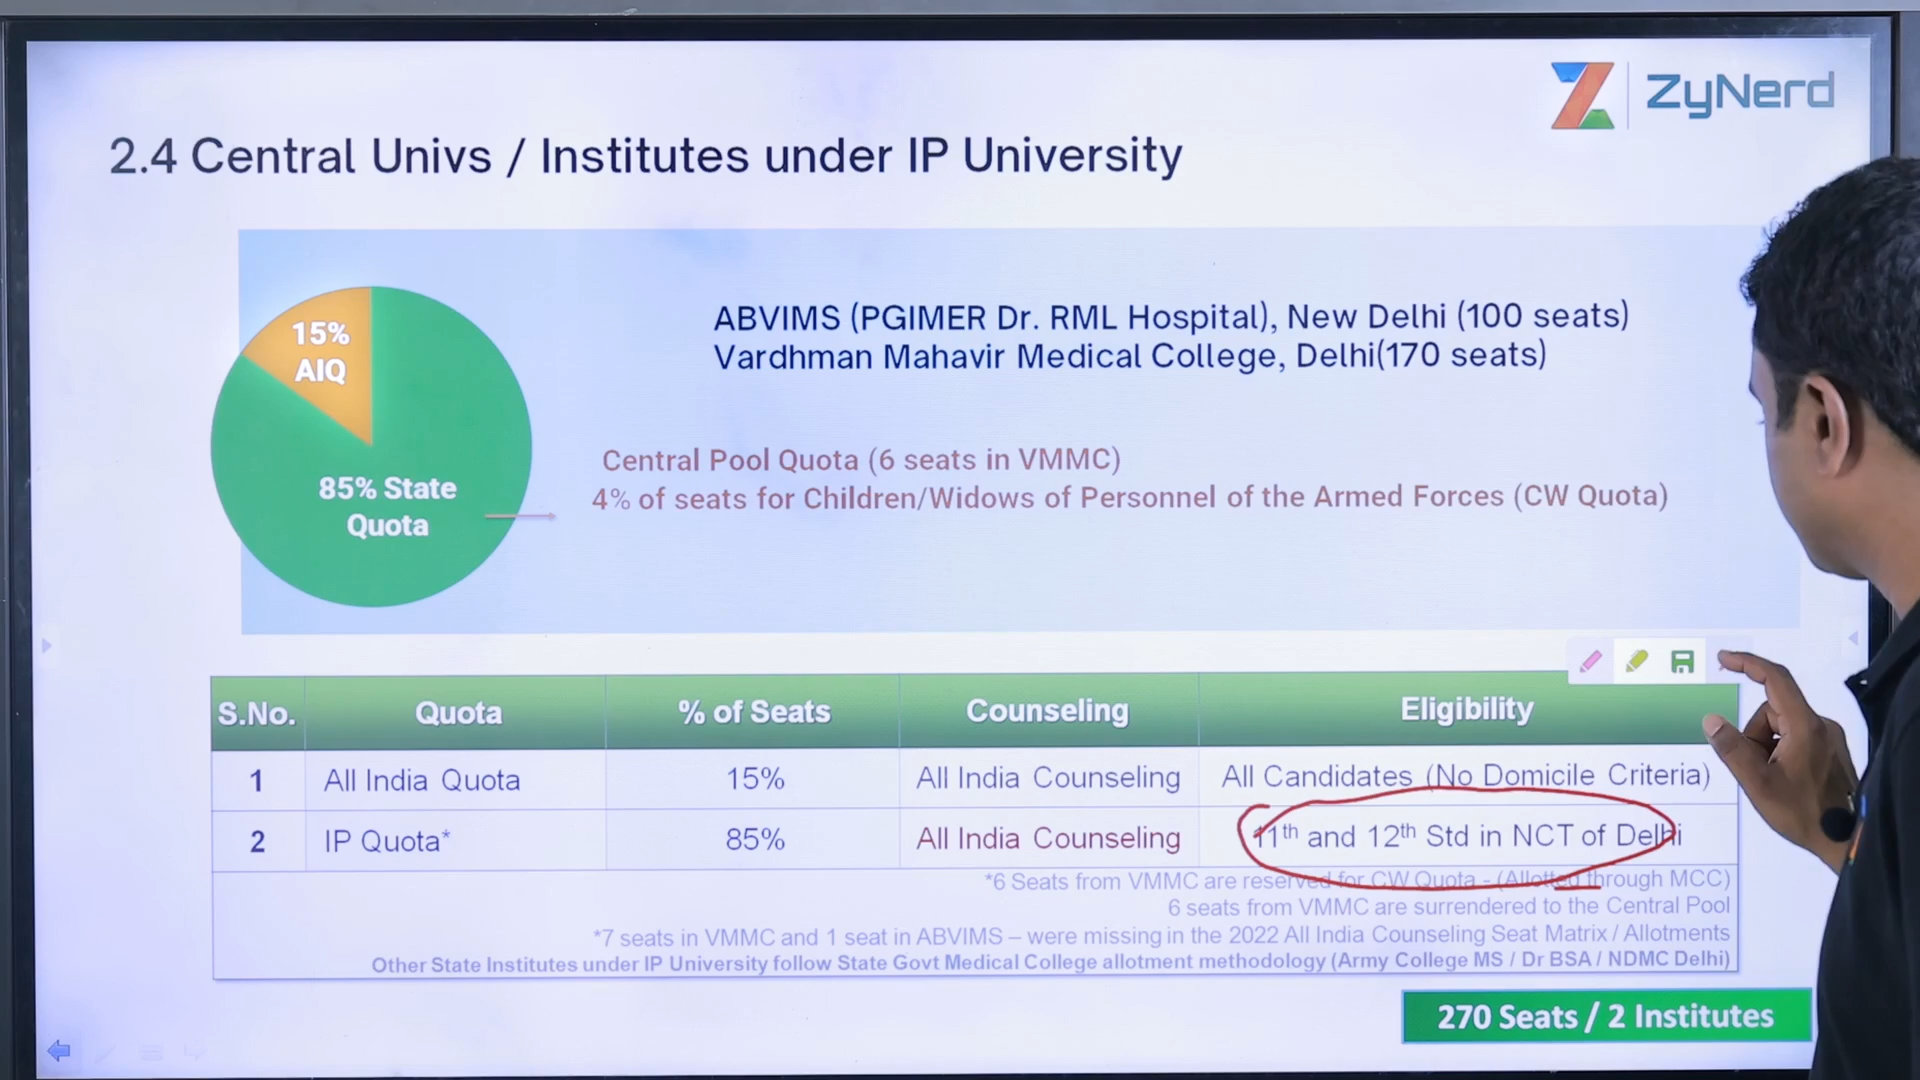 ZyNerd
2.4 Central Univs / Institutes under IP University
15%
AIQ
85% State
Quota
ABVIMS (PGIMER Dr. RML Hospital), New Delhi (100 seats)
Vardhman Mahavir Medical College, Delhi(170 seats)
Central Pool Quota (6 seats in VMMC)
4% of seats for Children/Widows of Personnel of the Armed Forces (CW Quota)
S.No. Quota % of Seats Counseling Eligibility
1 All India Quota 15% All India Counseling All Candidates (No Domicile Criteria)
2 IP Quota* 85% All India Counseling 11th and 12th Std in NCT of Delhi
*6 Seats from VMMC are reserved for CW Quota - (Allotted through MCC)
6 seats from VMMC are surrendered to the Central Pool
*7 seats in VMMC and 1 seat in ABVIMS – were missing in the 2022 All India Counseling Seat Matrix / Allotments
Other State Institutes under IP University follow State Govt Medical College allotment methodology (Army College MS / Dr BSA / NDMC Delhi)
270 Seats / 2 Institutes